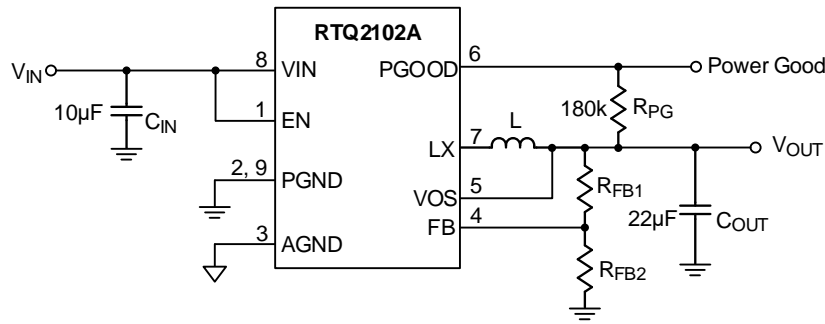 RTQ2102A
6
PGOOD
Power Good
VIN
8
VIN
180k
RPG
10µF
CIN
1
EN
L
7
LX
VOUT
2, 9
PGND
RFB1
5
VOS
22µF
COUT
4
FB
3
AGND
RFB2